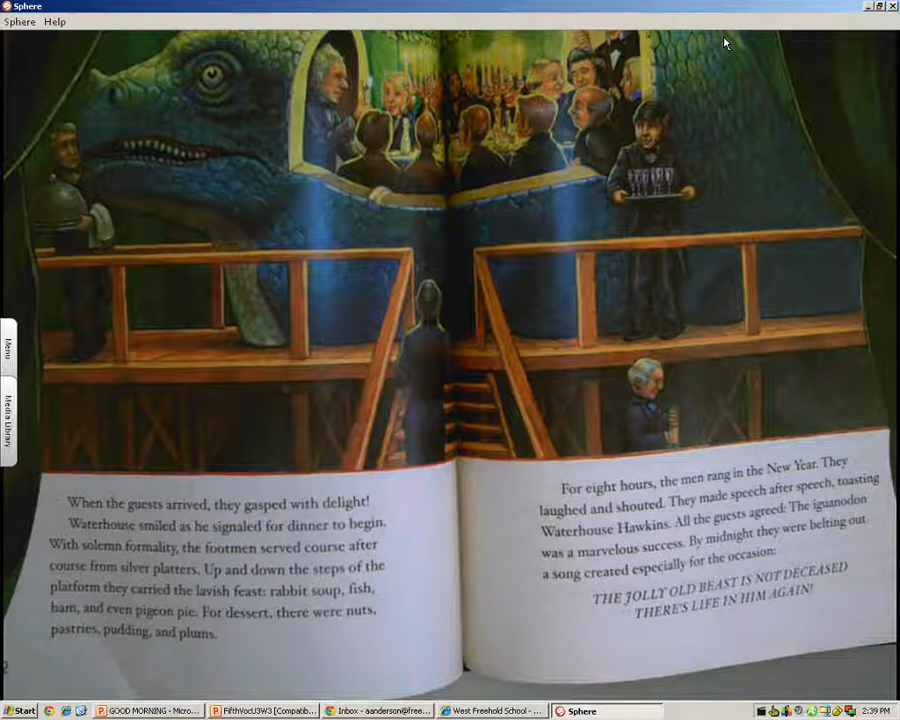 Sphere
Sphere Help
Menu
Media Library
When the guests arrived, they gasped with delight!
Waterhouse smiled as he signaled for dinner to begin.
With solemn formality, the footmen served course after
course from silver platters. Up and down the steps of the
platform they carried the lavish feast: rabbit soup, fish,
ham, and even pigeon pie. For dessert, there were nuts,
pastries, pudding, and plums.
2
For eight hours, the men rang in the New Year. They
laughed and shouted. They made speech after speech, toasting
Waterhouse Hawkins. All the guests agreed: The iguanodon
was a marvelous success. By midnight they were belting out
a song created especially for the occasion:
THE JOLLY OLD BEAST IS NOT DECEASED
THERE'S LIFE IN HIM AGAIN!
Start GOOD MORNING - Micro... FifthVocU3W3 [Compatib... Inbox - aanderson@free... West Freehold School - ... Sphere 2:39 PM